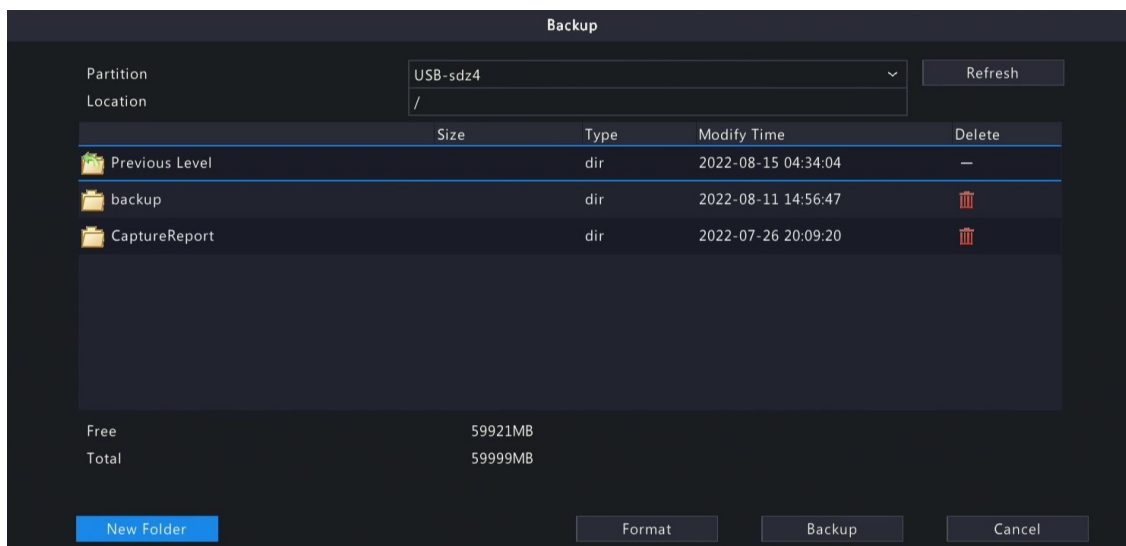 Backup
Partition USB-sdz4 Refresh
Location /
Size Type Modify Time Delete
Previous Level dir 2022-08-15 04:34:04 —
backup dir 2022-08-11 14:56:47
CaptureReport dir 2022-07-26 20:09:20
Free 59921MB
Total 59999MB
New Folder Format Backup Cancel